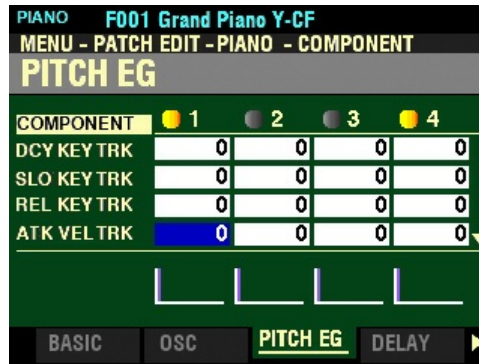 PIANO F001 Grand Piano Y-CF
MENU - PATCH EDIT - PIANO - COMPONENT
PITCH EG
COMPONENT 1 2 3 4
DCY KEY TRK 0 0 0 0
SLO KEY TRK 0 0 0 0
REL KEY TRK 0 0 0 0
ATK VEL TRK 0 0 0 0
BASIC OSC PITCH EG DELAY